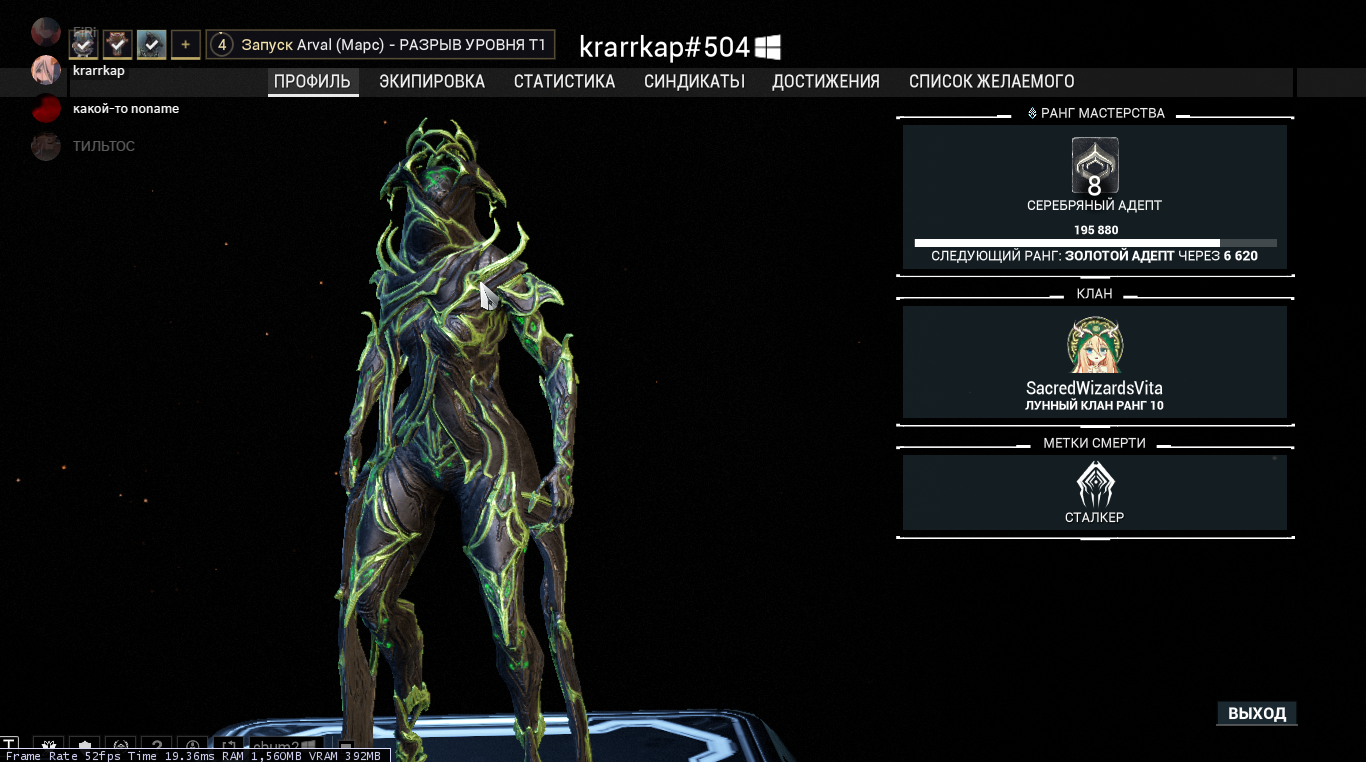 FiRi
4 Запуск Arval (Марс) - РАЗРЫВ УРОВНЯ Т1
krarrkap#504
krarrkap
ПРОФИЛЬ ЭКИПИРОВКА СТАТИСТИКА СИНДИКАТЫ ДОСТИЖЕНИЯ СПИСОК ЖЕЛАЕМОГО
какой-то noname
ТИЛЬТОС
РАНГ МАСТЕРСТВА
8
СЕРЕБРЯНЫЙ АДЕПТ
195 880
СЛЕДУЮЩИЙ РАНГ: ЗОЛОТОЙ АДЕПТ ЧЕРЕЗ 6 620
КЛАН
SacredWizardsVita
ЛУННЫЙ КЛАН РАНГ 10
МЕТКИ СМЕРТИ
СТАЛКЕР
ВЫХОД
T ?
Frame Rate 52fps Time 19.36ms RAM 1,560MB VRAM 392MB